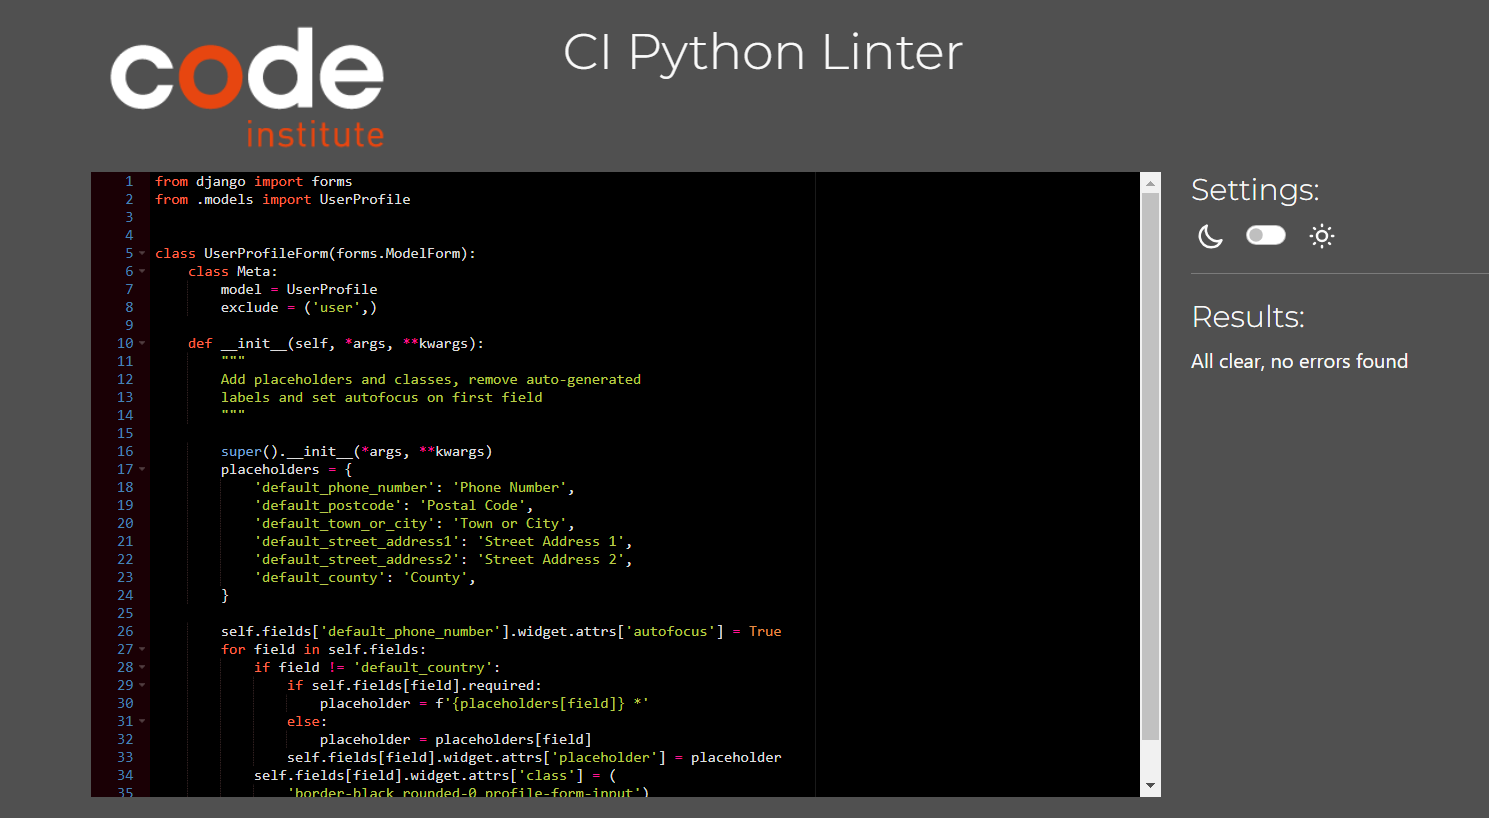 code
institute
CI Python Linter
1 from django import forms
2 from .models import UserProfile
3
4
5 class UserProfileForm(forms.ModelForm):
6     class Meta:
7         model = UserProfile
8         exclude = ('user',)
9
10     def __init__(self, *args, **kwargs):
11         """
12         Add placeholders and classes, remove auto-generated
13         labels and set autofocus on first field
14         """
15
16         super().__init__(*args, **kwargs)
17         placeholders = {
18             'default_phone_number': 'Phone Number',
19             'default_postcode': 'Postal Code',
20             'default_town_or_city': 'Town or City',
21             'default_street_address1': 'Street Address 1',
22             'default_street_address2': 'Street Address 2',
23             'default_county': 'County',
24         }
25
26         self.fields['default_phone_number'].widget.attrs['autofocus'] = True
27         for field in self.fields:
28             if field != 'default_country':
29                 if self.fields[field].required:
30                     placeholder = f'{placeholders[field]} *'
31                 else:
32                     placeholder = placeholders[field]
33                 self.fields[field].widget.attrs['placeholder'] = placeholder
34             self.fields[field].widget.attrs['class'] = (
35                 'border-black rounded-0 profile-form-input')
Settings:
Results:
All clear, no errors found